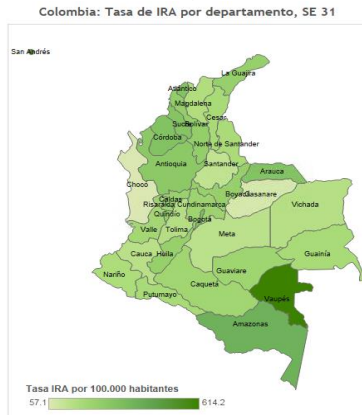 Colombia: Tasa de IRA por departamento, SE 31
San Andrés
La Guajira
Atlántico
Magdalena
Cesar
Sucre Bolívar
Córdoba
Norte de Santander
Antioquia
Santander
Arauca
Chocó
Boyacá Casanare
Caldas
Risaralda Cundinamarca
Vichada
Quindío
Bogotá
Valle
Tolima
Meta
Guainía
Cauca Huila
Guaviare
Nariño
Caquetá
Vaupés
Putumayo
Amazonas
Tasa IRA por 100.000 habitantes
57.1 614.2